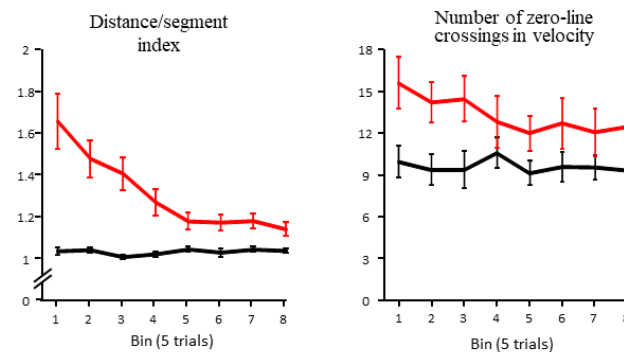 Distance/segment
index
2
1.8
1.6
1.4
1.2
1
0
1 2 3 4 5 6 7 8
Bin (5 trials)
Number of zero-line
crossings in velocity
18
15
12
9
6
3
0
1 2 3 4 5 6 7 8
Bin (5 trials)